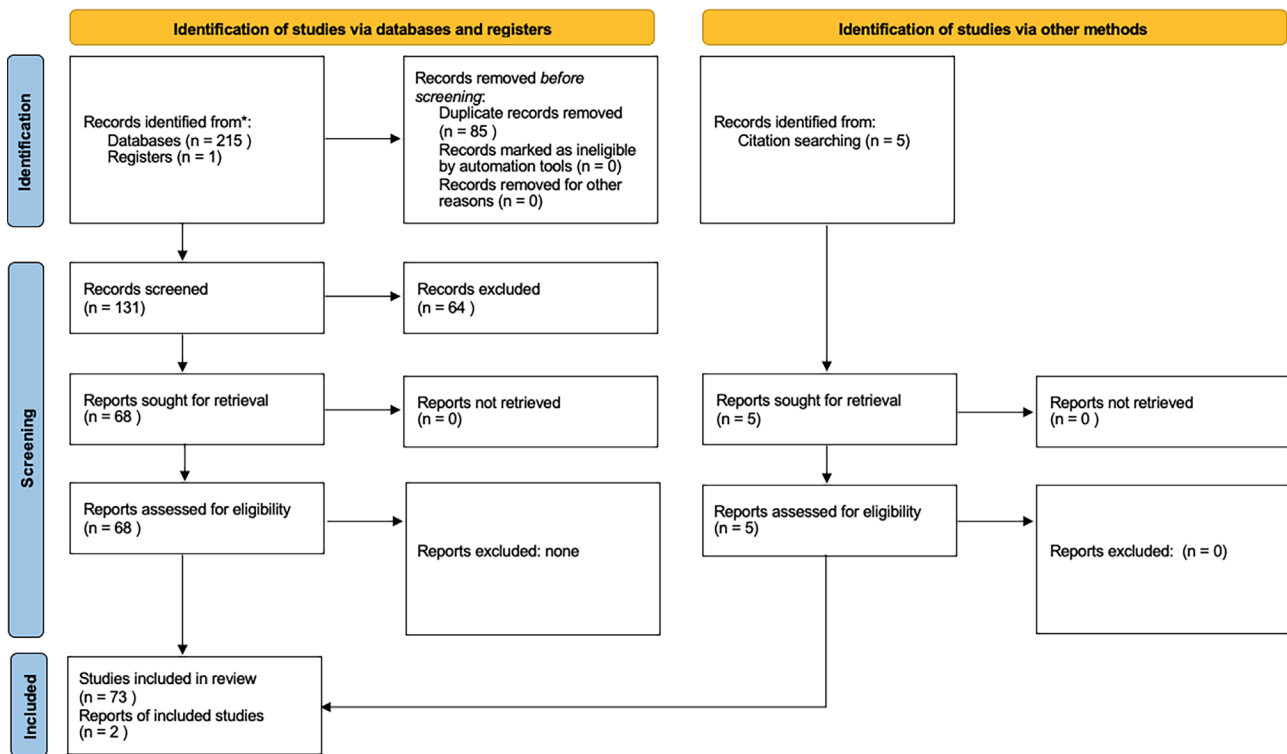 Identification of studies via databases and registers
Identification of studies via other methods
Identification
Records identified from*:
Databases (n = 215 )
Registers (n = 1)
Records removed before
screening:
Duplicate records removed
(n = 85 )
Records marked as ineligible
by automation tools (n = 0)
Records removed for other
reasons (n = 0)
Records identified from:
Citation searching (n = 5)
Screening
Records screened
(n = 131)
Records excluded
(n = 64 )
Reports sought for retrieval
(n = 68 )
Reports not retrieved
(n = 0)
Reports sought for retrieval
(n = 5)
Reports not retrieved
(n = 0 )
Reports assessed for eligibility
(n = 68 )
Reports excluded: none
Reports assessed for eligibility
(n = 5)
Reports excluded: (n = 0)
Included
Studies included in review
(n = 73 )
Reports of included studies
(n = 2 )